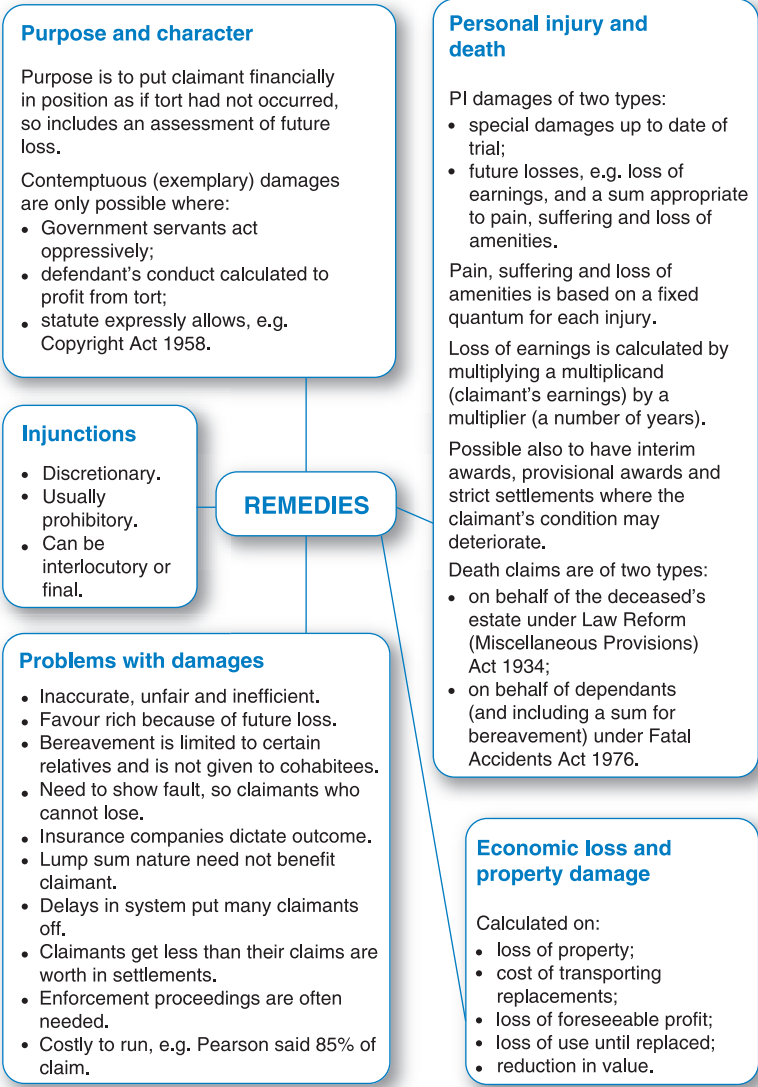 Purpose and character
Purpose is to put claimant financially
in position as if tort had not occurred,
so includes an assessment of future
loss.
Contemptuous (exemplary) damages
are only possible where:
• Government servants act
oppressively;
• defendant's conduct calculated to
profit from tort;
• statute expressly allows, e.g.
Copyright Act 1958.
Injunctions
• Discretionary.
• Usually
prohibitory.
• Can be
interlocutory or
final.
REMEDIES
Problems with damages
• Inaccurate, unfair and inefficient.
• Favour rich because of future loss.
• Bereavement is limited to certain
relatives and is not given to cohabitees.
• Need to show fault, so claimants who
cannot lose.
• Insurance companies dictate outcome.
• Lump sum nature need not benefit
claimant.
• Delays in system put many claimants
off.
• Claimants get less than their claims are
worth in settlements.
• Enforcement proceedings are often
needed.
• Costly to run, e.g. Pearson said 85% of
claim.
Personal injury and
death
PI damages of two types:
• special damages up to date of
trial;
• future losses, e.g. loss of
earnings, and a sum appropriate
to pain, suffering and loss of
amenities.
Pain, suffering and loss of
amenities is based on a fixed
quantum for each injury.
Loss of earnings is calculated by
multiplying a multiplicand
(claimant's earnings) by a
multiplier (a number of years).
Possible also to have interim
awards, provisional awards and
strict settlements where the
claimant's condition may
deteriorate.
Death claims are of two types:
• on behalf of the deceased's
estate under Law Reform
(Miscellaneous Provisions)
Act 1934;
• on behalf of dependants
(and including a sum for
bereavement) under Fatal
Accidents Act 1976.
Economic loss and
property damage
Calculated on:
• loss of property;
• cost of transporting
replacements;
• loss of foreseeable profit;
• loss of use until replaced;
• reduction in value.